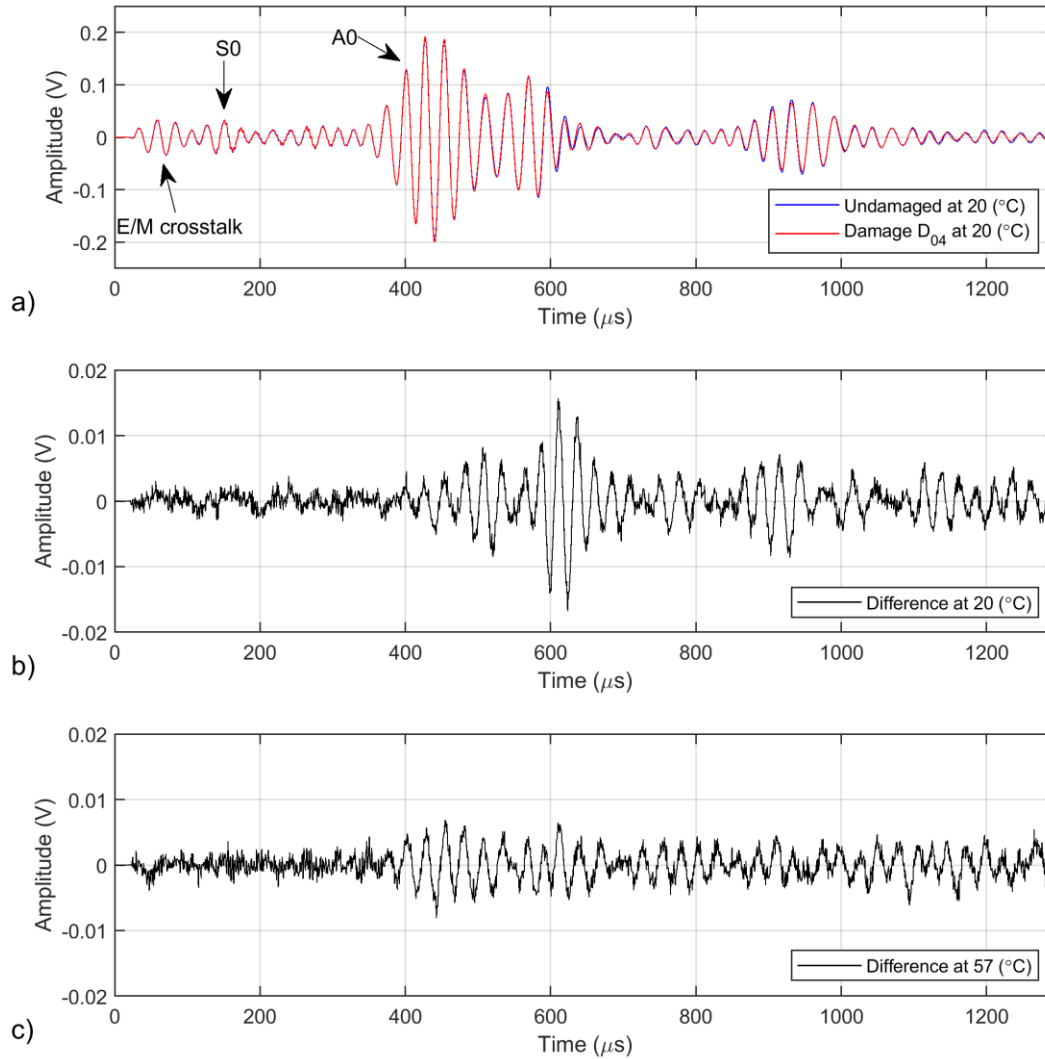 0.2
0.1
0
-0.1
-0.2
Amplitude (V)
S0
A0
E/M crosstalk
Undamaged at 20 (°C)
Damage D04 at 20 (°C)
0 200 400 600 800 1000 1200
Time (μs)
a)
0.02
0.01
0
-0.01
-0.02
Amplitude (V)
Difference at 20 (°C)
0 200 400 600 800 1000 1200
Time (μs)
b)
0.02
0.01
0
-0.01
-0.02
Amplitude (V)
Difference at 57 (°C)
0 200 400 600 800 1000 1200
Time (μs)
c)